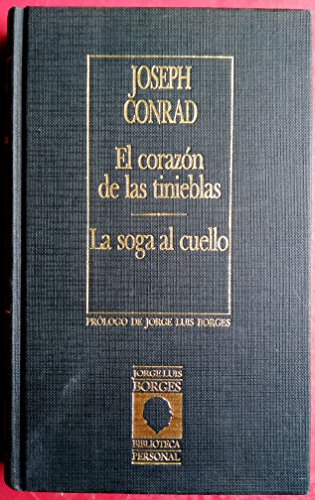 JOSEPH
CONRAD
El corazón
de las tinieblas
La soga al cuello
PRÓLOGO DE JORGE LUIS BORGES
JORGE LUIS
BORGES
BIBLIOTECA
PERSONAL